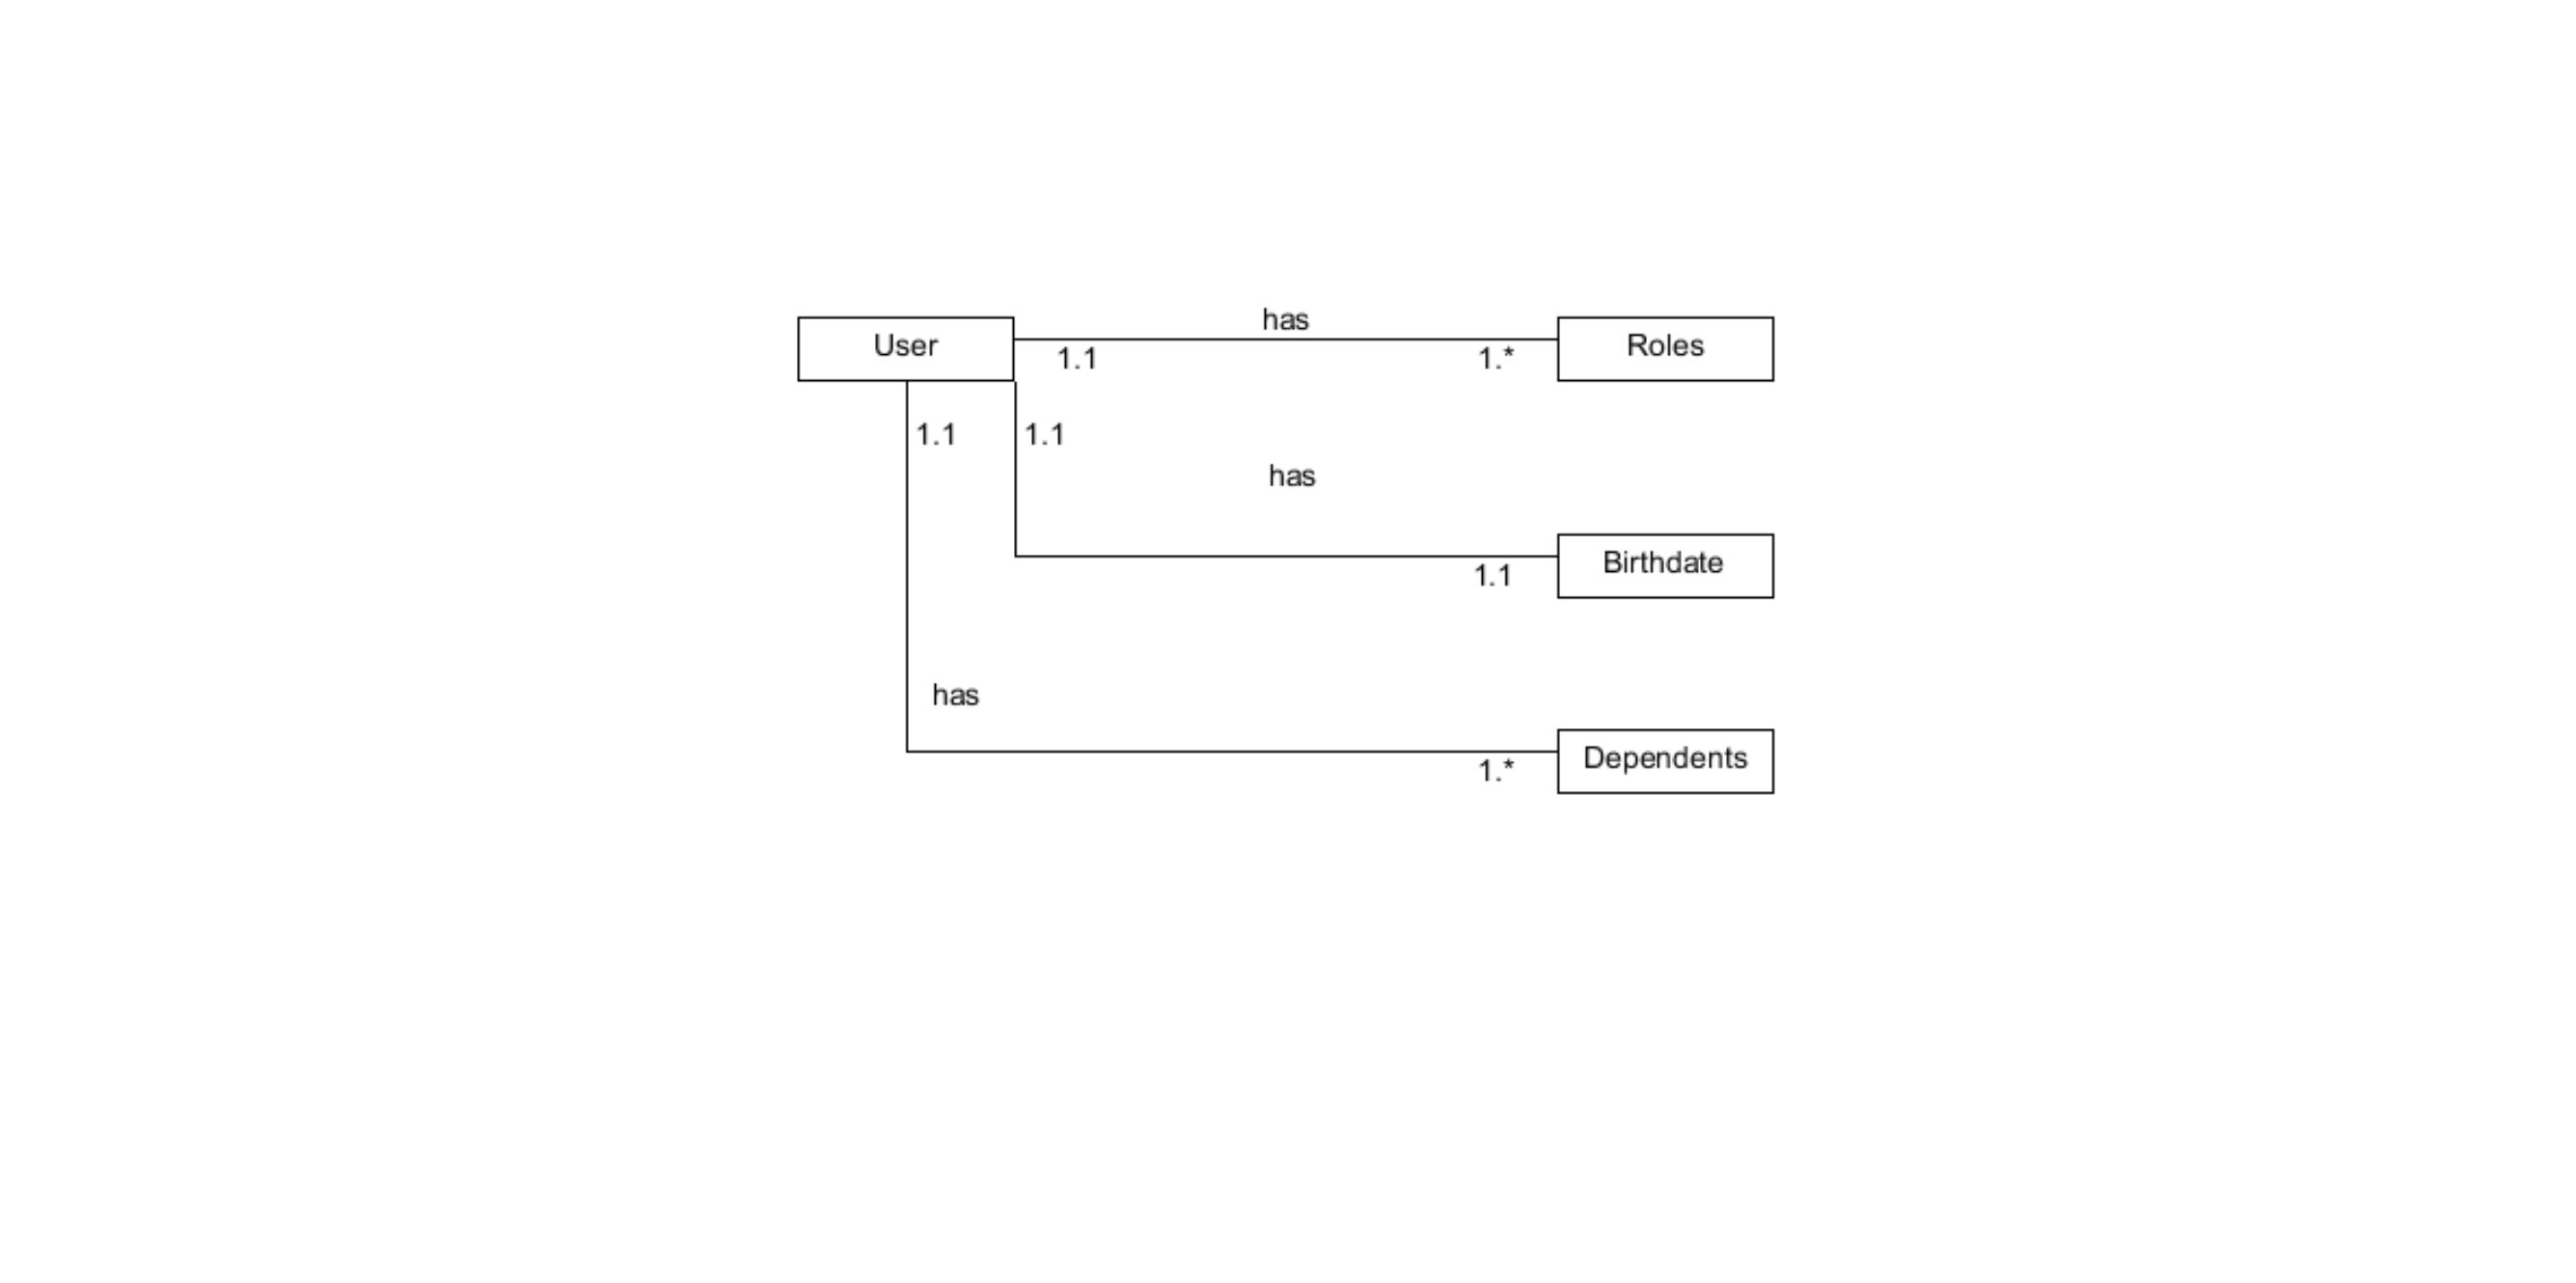 has
User
Roles
1.1
1.*
1.1
1.1
has
Birthdate
1.1
has
Dependents
1.*